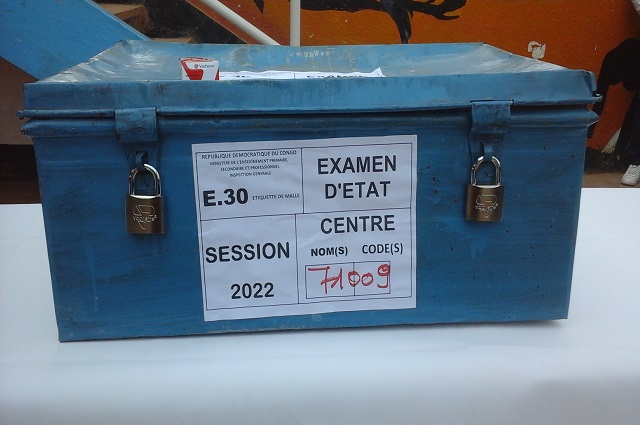 EXAMEN
REPUBLIQUE DEMOCRATIQUE DU CONGO
MINISTERE DE L'ENSEIGNEMENT PRIMAIRE,
SECONDAIRE ET PROFESSIONNEL
INSPECTION GENERALE
E.30 ETIQUETTE DE MALLE
EXAMEN
D'ETAT
SESSION
2022
CENTRE
NOM(S) CODE(S)
71009